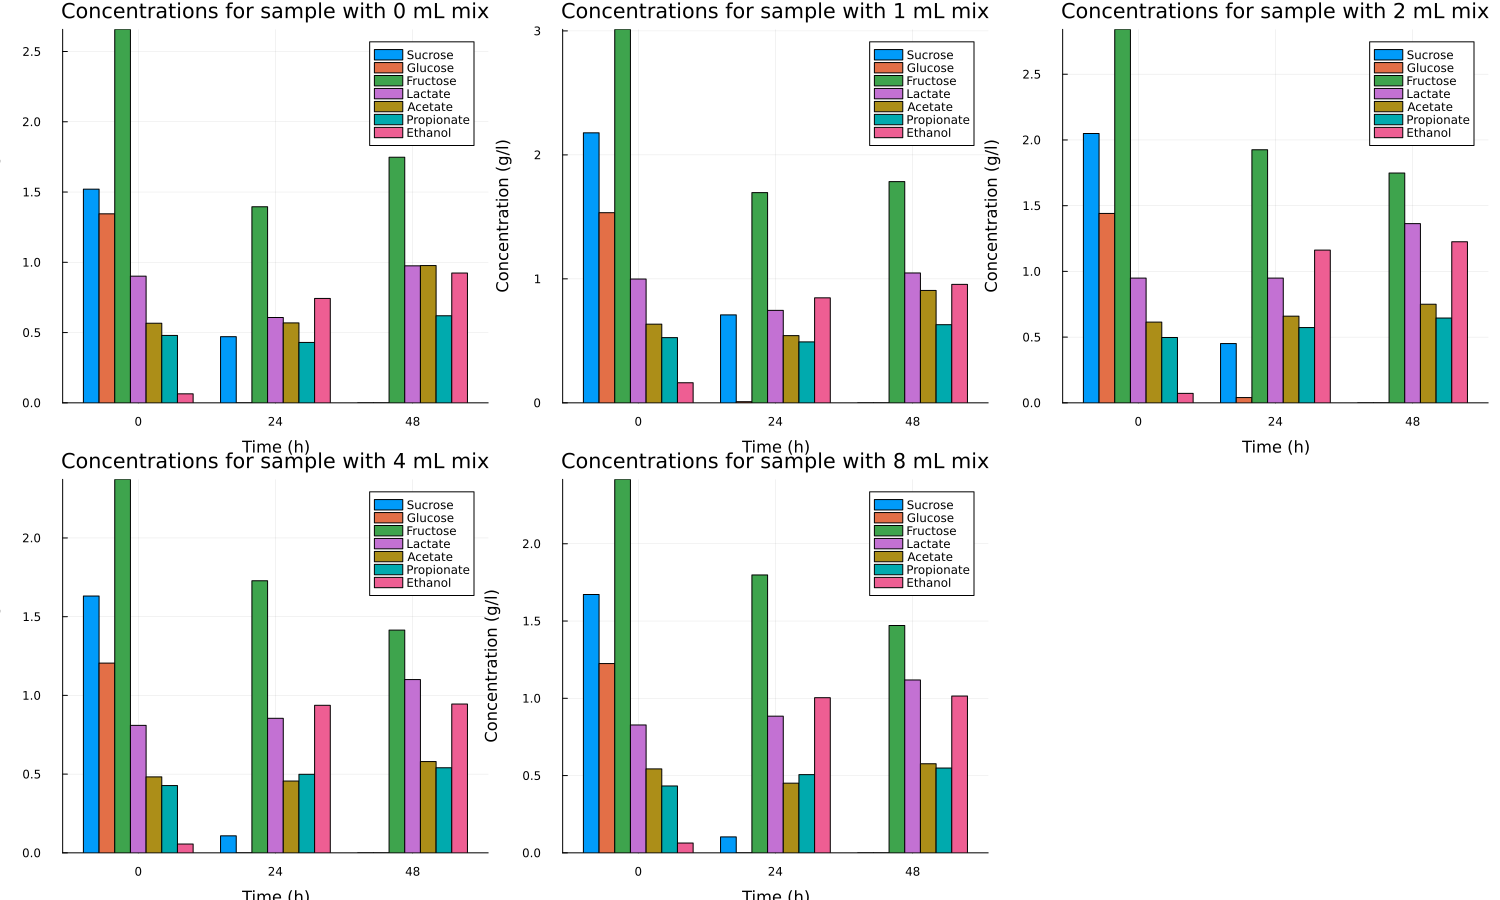 Concentrations for sample with 0 mL mix
2.5
2.0
1.5
1.0
0.5
0.0
Sucrose
Glucose
Fructose
Lactate
Acetate
Propionate
Ethanol
0
24
48
Time (h)
Concentrations for sample with 1 mL mix
Concentration (g/l)
3
2
1
0
Sucrose
Glucose
Fructose
Lactate
Acetate
Propionate
Ethanol
0
24
48
Time (h)
Concentrations for sample with 2 mL mix
Concentration (g/l)
2.5
2.0
1.5
1.0
0.5
0.0
Sucrose
Glucose
Fructose
Lactate
Acetate
Propionate
Ethanol
0
24
48
Time (h)
Concentrations for sample with 4 mL mix
2.0
1.5
1.0
0.5
0.0
Sucrose
Glucose
Fructose
Lactate
Acetate
Propionate
Ethanol
0
24
48
Time (h)
Concentrations for sample with 8 mL mix
Concentration (g/l)
2.0
1.5
1.0
0.5
0.0
Sucrose
Glucose
Fructose
Lactate
Acetate
Propionate
Ethanol
0
24
48
Time (h)